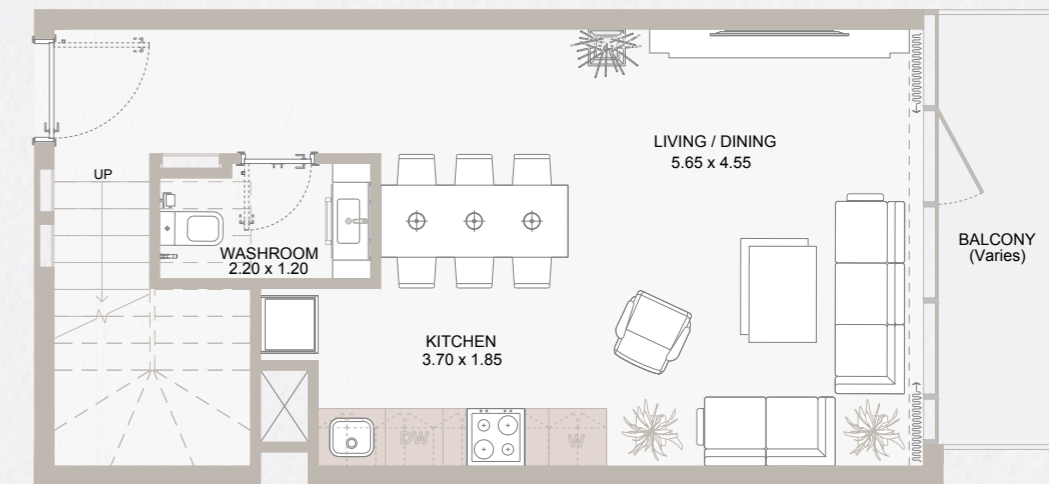 LIVING / DINING
5.65 x 4.55
UP
WASHROOM
2.20 x 1.20
BALCONY
(Varies)
KITCHEN
3.70 x 1.85
DW
W